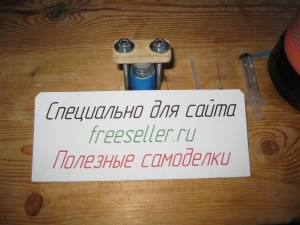 Специально для сайта
freeseller.ru
Полезные самоделки